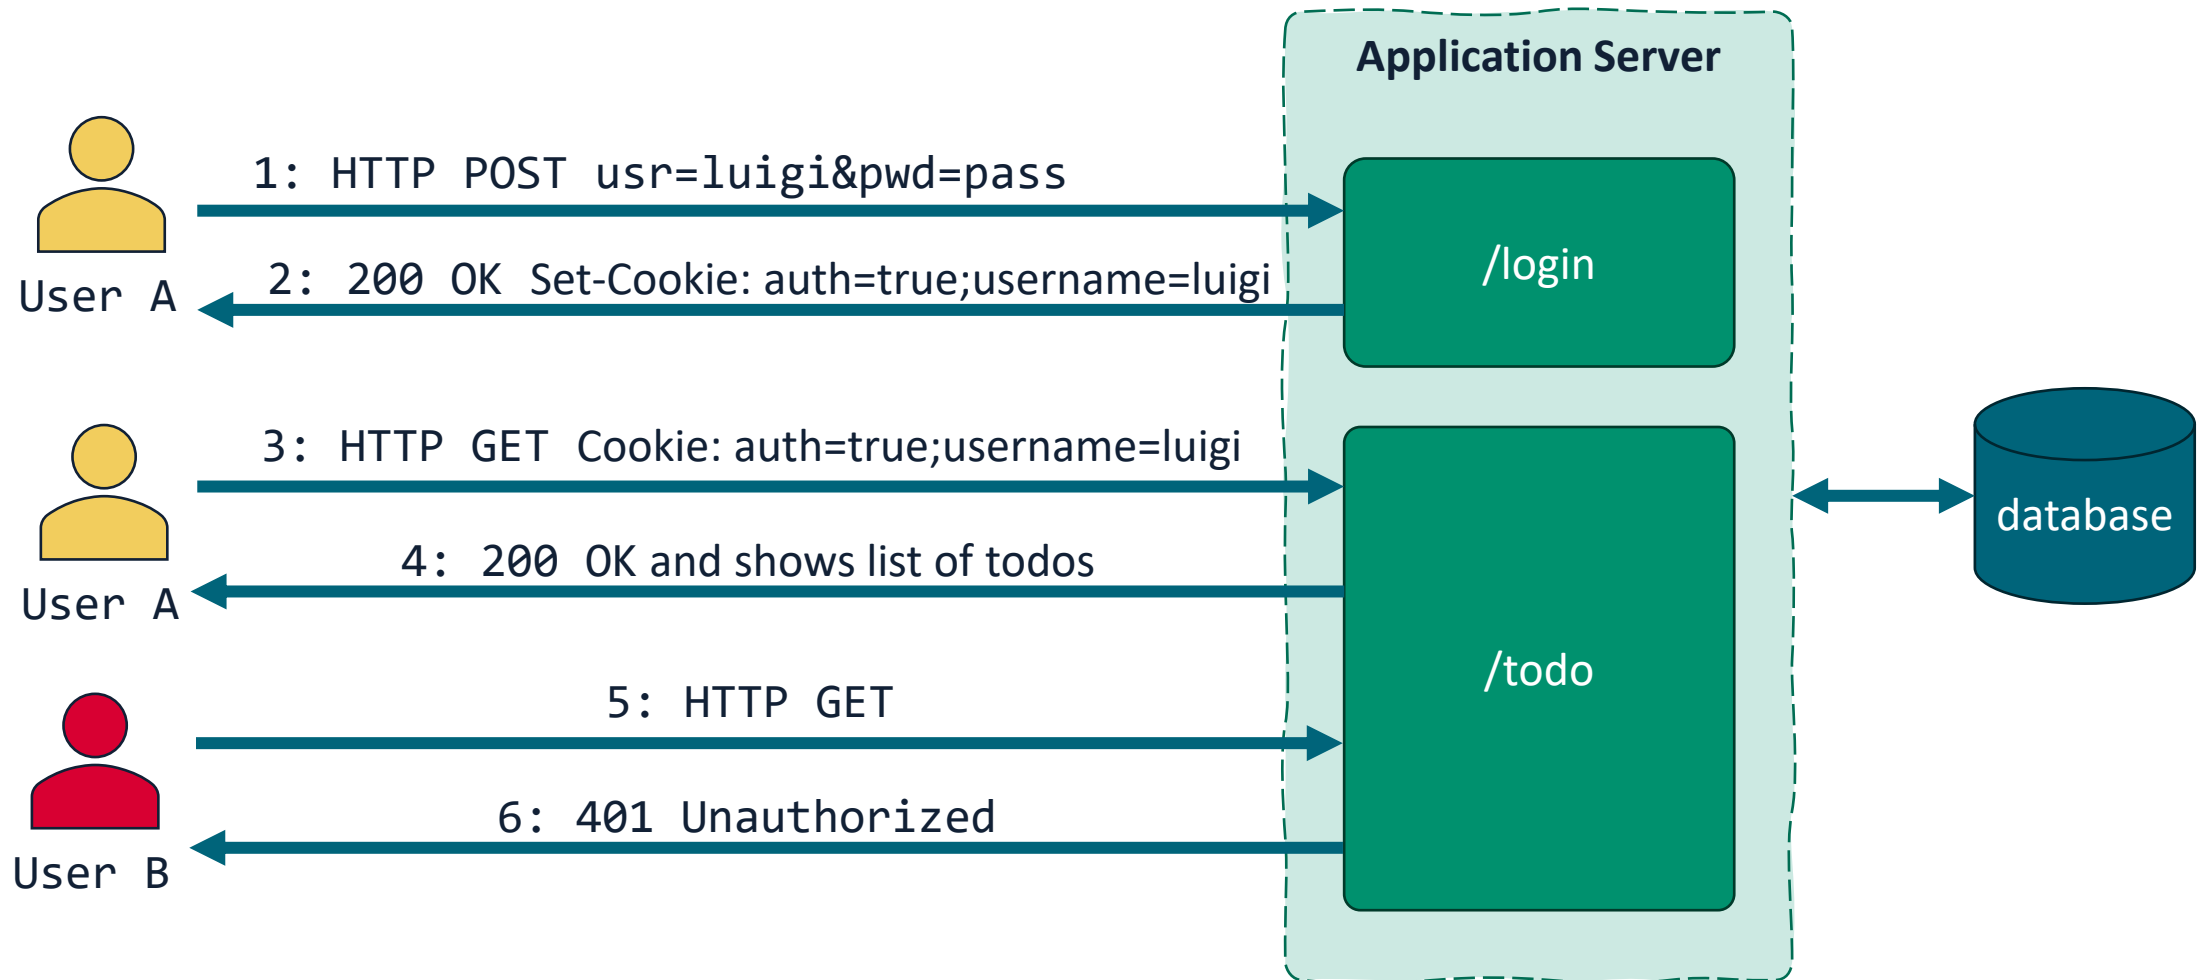 Application Server
1: HTTP POST usr=luigi&pwd=pass
/login
2: 200 OK Set-Cookie: auth=true;username=luigi
User A
3: HTTP GET Cookie: auth=true;username=luigi
database
4: 200 OK and shows list of todos
User A
/todo
5: HTTP GET
6: 401 Unauthorized
User B